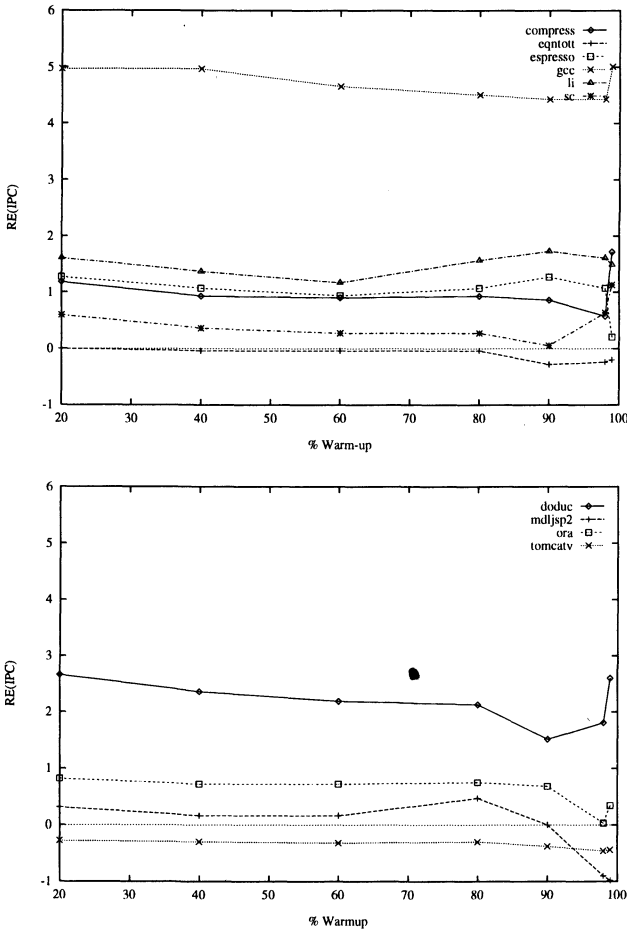 6
5
4
3
2
1
0
-1
RE(IPC)
compress
eqntott
espresso
gcc
li
sc
20 30 40 50 60 70 80 90 100
% Warm-up
6
5
4
3
2
1
0
-1
RE(IPC)
doduc
mdljsp2
ora
tomcatv
20 30 40 50 60 70 80 90 100
% Warmup